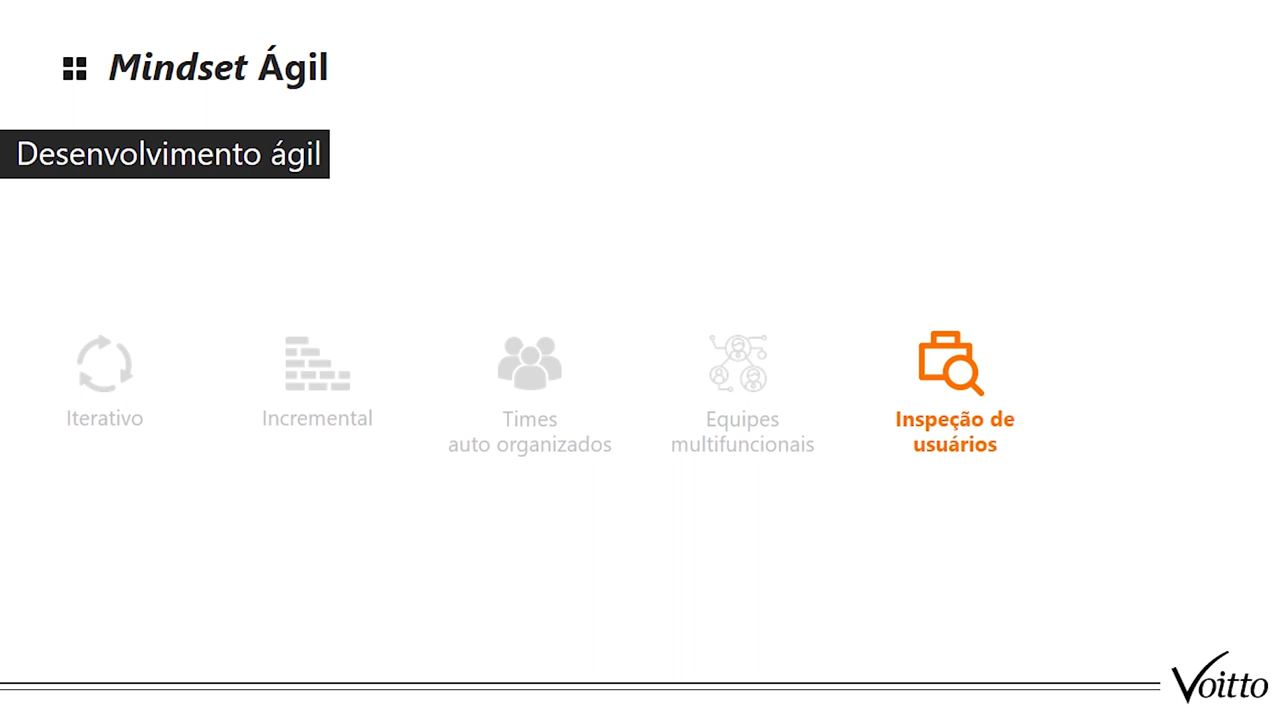 Mindset Ágil
Desenvolvimento ágil
Iterativo
Incremental
Times
auto organizados
Equipes
multifuncionais
Inspeção de
usuários
Voitto